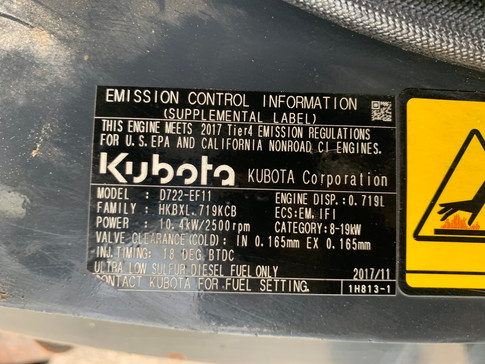 EMISSION CONTROL INFORMATION
(SUPPLEMENTAL LABEL)
THIS ENGINE MEETS 2017 Tier4 EMISSION REGULATIONS
FOR U.S.EPA AND CALIFORNIA NONROAD CI ENGINES.
Kubota KUBOTA Corporation
MODEL : D722-EF11 ENGINE DISP.:0.719L
FAMILY : HKBXL.719KCB ECS:EM,IFI
POWER : 10.4kW/2500rpm CATEGORY:8-19kW
VALVE CLEARANCE(COLD): IN 0.165mm EX 0.165mm
INJ.TIMING: 18 DEG BTDC
ULTRA LOW SULFUR DIESEL FUEL ONLY 2017/11
CONTACT KUBOTA FOR FUEL SETTING. 1H813-1